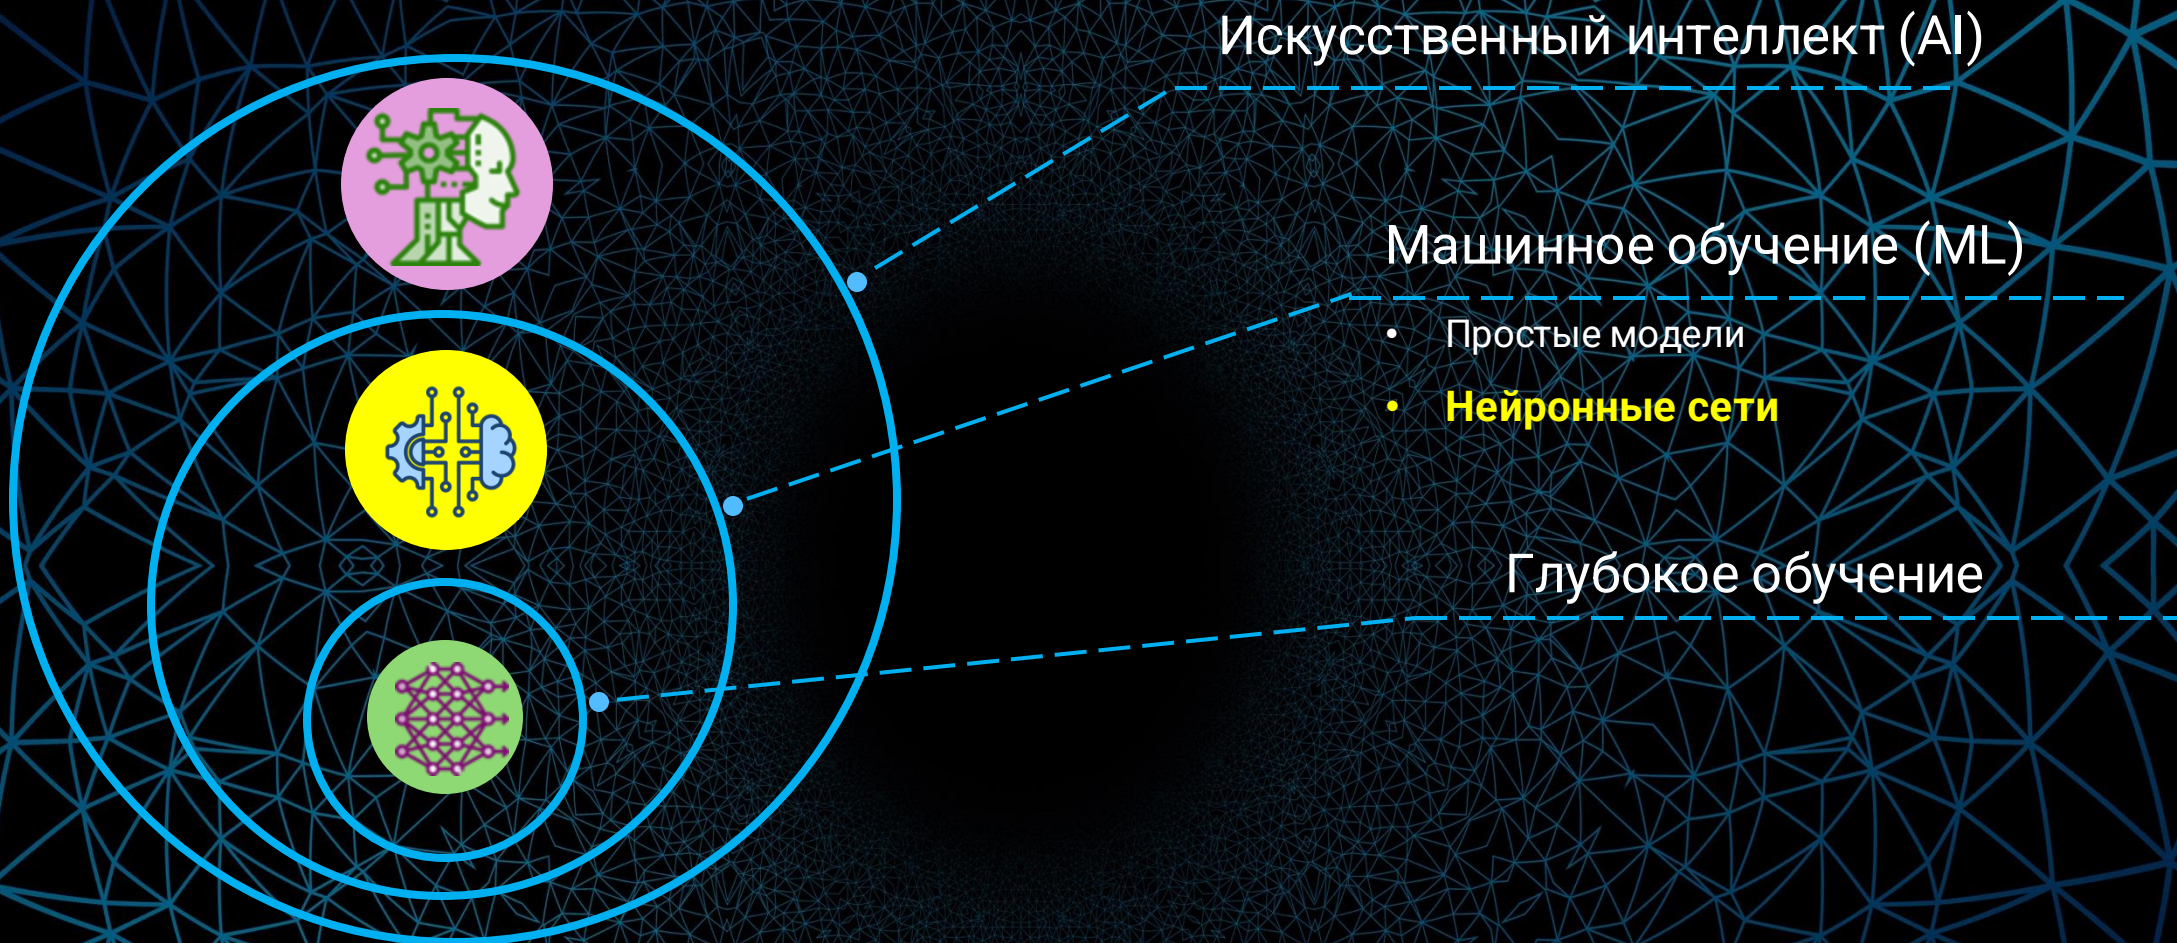 Искусственный интеллект (AI)
Машинное обучение (ML)
• Простые модели
• Нейронные сети
Глубокое обучение